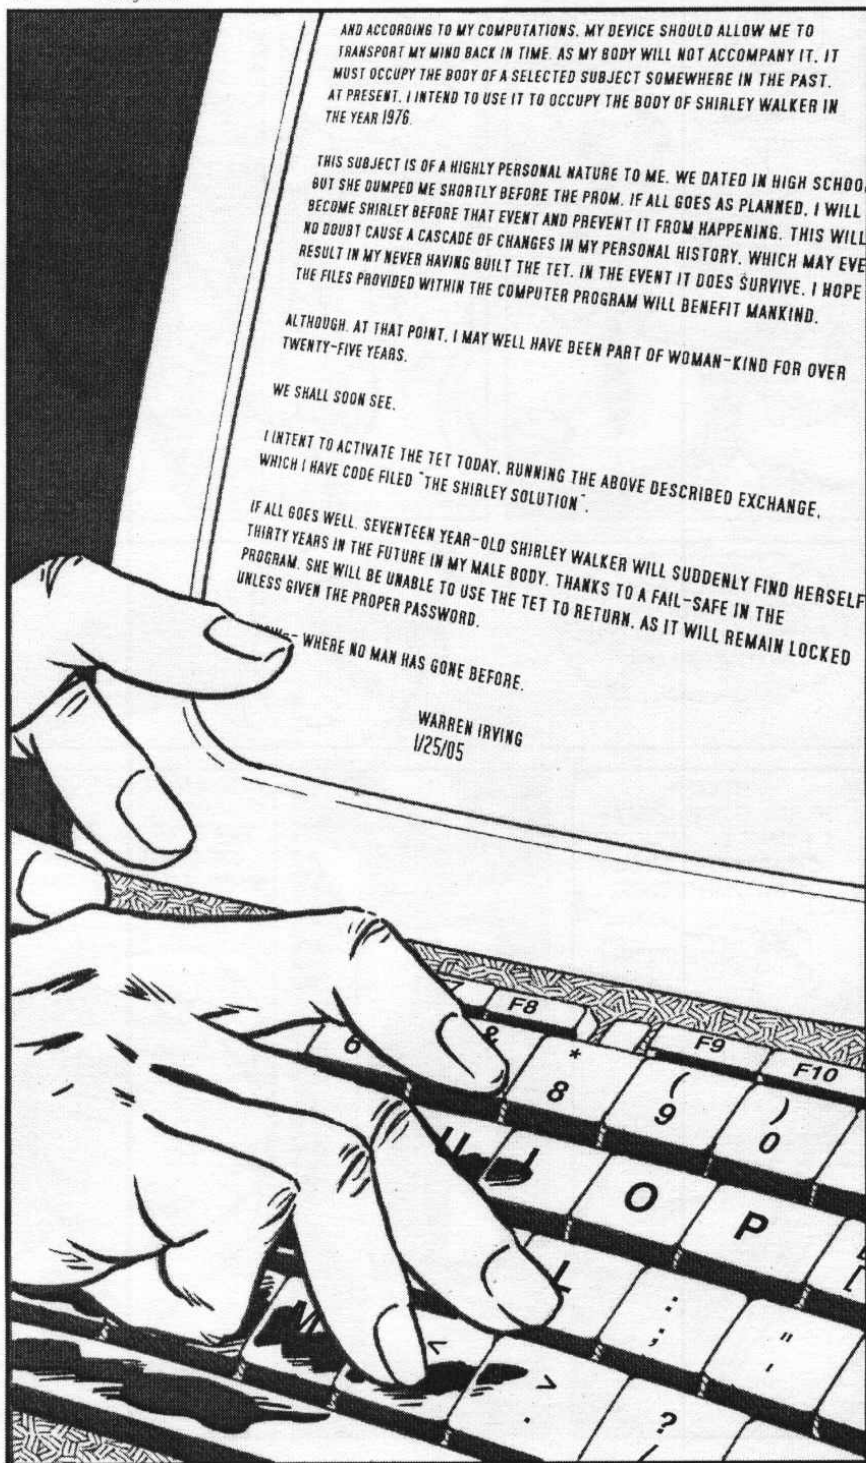 AND ACCORDING TO MY COMPUTATIONS, MY DEVICE SHOULD ALLOW ME TO
TRANSPORT MY MIND BACK IN TIME. AS MY BODY WILL NOT ACCOMPANY IT, IT
MUST OCCUPY THE BODY OF A SELECTED SUBJECT SOMEWHERE IN THE PAST.
AT PRESENT, I INTEND TO USE IT TO OCCUPY THE BODY OF SHIRLEY WALKER IN
THE YEAR 1976.
THIS SUBJECT IS OF A HIGHLY PERSONAL NATURE TO ME. WE DATED IN HIGH SCHOO
BUT SHE DUMPED ME SHORTLY BEFORE THE PROM. IF ALL GOES AS PLANNED, I WILL
BECOME SHIRLEY BEFORE THAT EVENT AND PREVENT IT FROM HAPPENING. THIS WILL
NO DOUBT CAUSE A CASCADE OF CHANGES IN MY PERSONAL HISTORY, WHICH MAY EVE
RESULT IN MY NEVER HAVING BUILT THE TET. IN THE EVENT IT DOES SURVIVE, I HOPE
THE FILES PROVIDED WITHIN THE COMPUTER PROGRAM WILL BENEFIT MANKIND.
ALTHOUGH, AT THAT POINT, I MAY WELL HAVE BEEN PART OF WOMAN-KIND FOR OVER
TWENTY-FIVE YEARS.
WE SHALL SOON SEE.
I INTENT TO ACTIVATE THE TET TODAY, RUNNING THE ABOVE DESCRIBED EXCHANGE,
WHICH I HAVE CODE FILED "THE SHIRLEY SOLUTION".
IF ALL GOES WELL, SEVENTEEN YEAR-OLD SHIRLEY WALKER WILL SUDDENLY FIND HERSELF
THIRTY YEARS IN THE FUTURE IN MY MALE BODY. THANKS TO A FAIL-SAFE IN THE
PROGRAM, SHE WILL BE UNABLE TO USE THE TET TO RETURN, AS IT WILL REMAIN LOCKED
UNLESS GIVEN THE PROPER PASSWORD.
- WHERE NO MAN HAS GONE BEFORE.
WARREN IRVING
1/25/05
F8 F9 F10
6 & * 8 ( 9 ) 0
U I O P [
L : ; " '
M < > . ? /